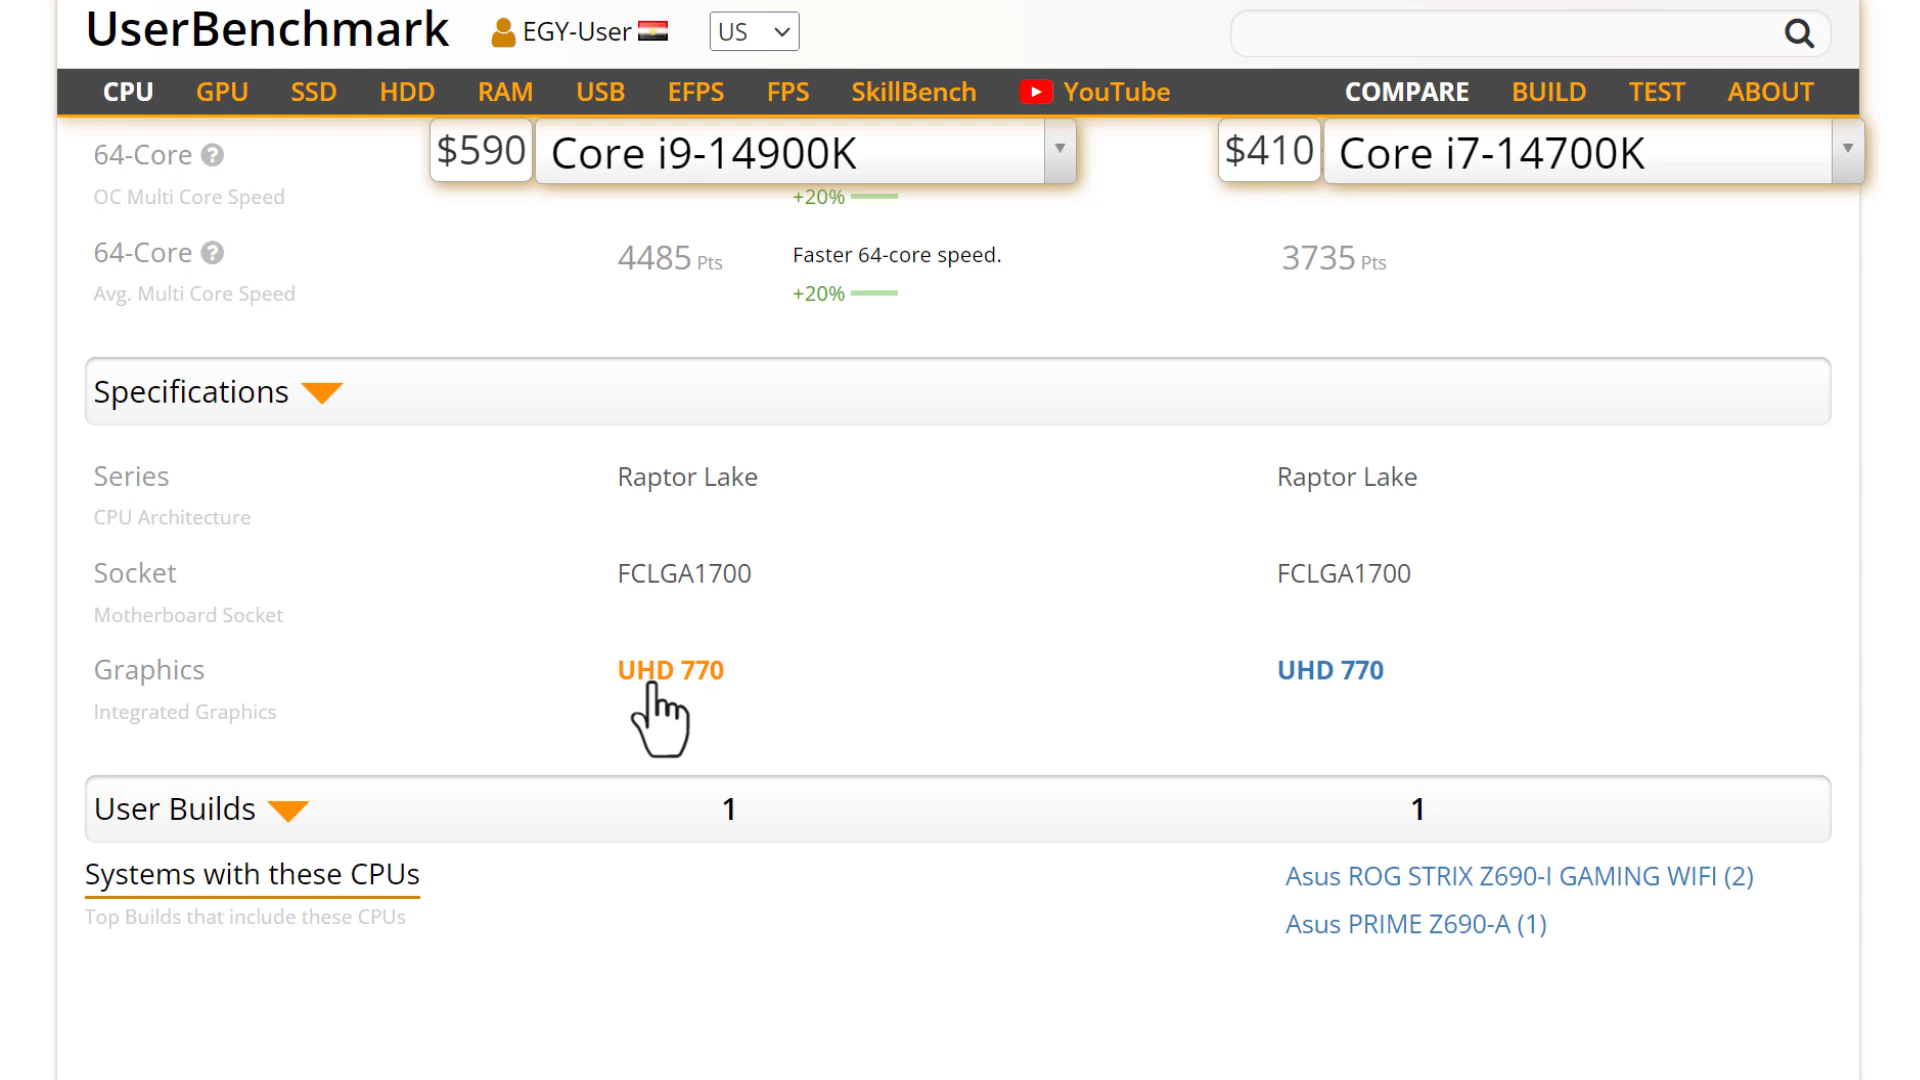 UserBenchmark EGY-User US
CPU GPU SSD HDD RAM USB EFPS FPS SkillBench YouTube COMPARE BUILD TEST ABOUT
64-Core $590 Core i9-14900K $410 Core i7-14700K
OC Multi Core Speed +20%
64-Core 4485 Pts Faster 64-core speed. 3735 Pts
Avg. Multi Core Speed +20%
Specifications
Series Raptor Lake Raptor Lake
CPU Architecture
Socket FCLGA1700 FCLGA1700
Motherboard Socket
Graphics UHD 770 UHD 770
Integrated Graphics
User Builds 1 1
Systems with these CPUs Asus ROG STRIX Z690-I GAMING WIFI (2)
Top Builds that include these CPUs Asus PRIME Z690-A (1)